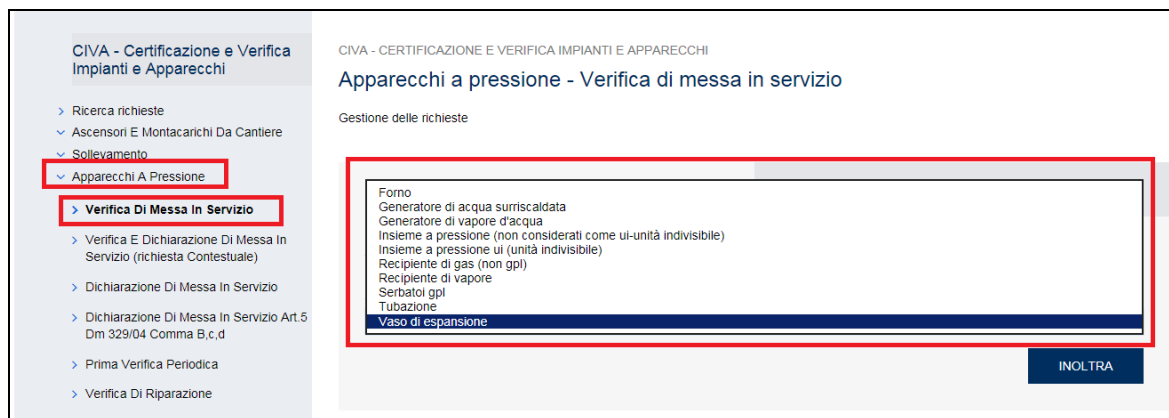 CIVA - Certificazione e Verifica
Impianti e Apparecchi
Ricerca richieste
Ascensori E Montacarichi Da Cantiere
Sollevamento
Apparecchi A Pressione
Verifica Di Messa In Servizio
Verifica E Dichiarazione Di Messa In
Servizio (richiesta Contestuale)
Dichiarazione Di Messa In Servizio
Dichiarazione Di Messa In Servizio Art.5
Dm 329/04 Comma B,c,d
Prima Verifica Periodica
Verifica Di Riparazione
CIVA - CERTIFICAZIONE E VERIFICA IMPIANTI E APPARECCHI
Apparecchi a pressione - Verifica di messa in servizio
Gestione delle richieste
Forno
Generatore di acqua surriscaldata
Generatore di vapore d'acqua
Insieme a pressione (non considerati come ui-unità indivisibile)
Insieme a pressione ui (unità indivisibile)
Recipiente di gas (non gpl)
Recipiente di vapore
Serbatoi gpl
Tubazione
Vaso di espansione
INOLTRA